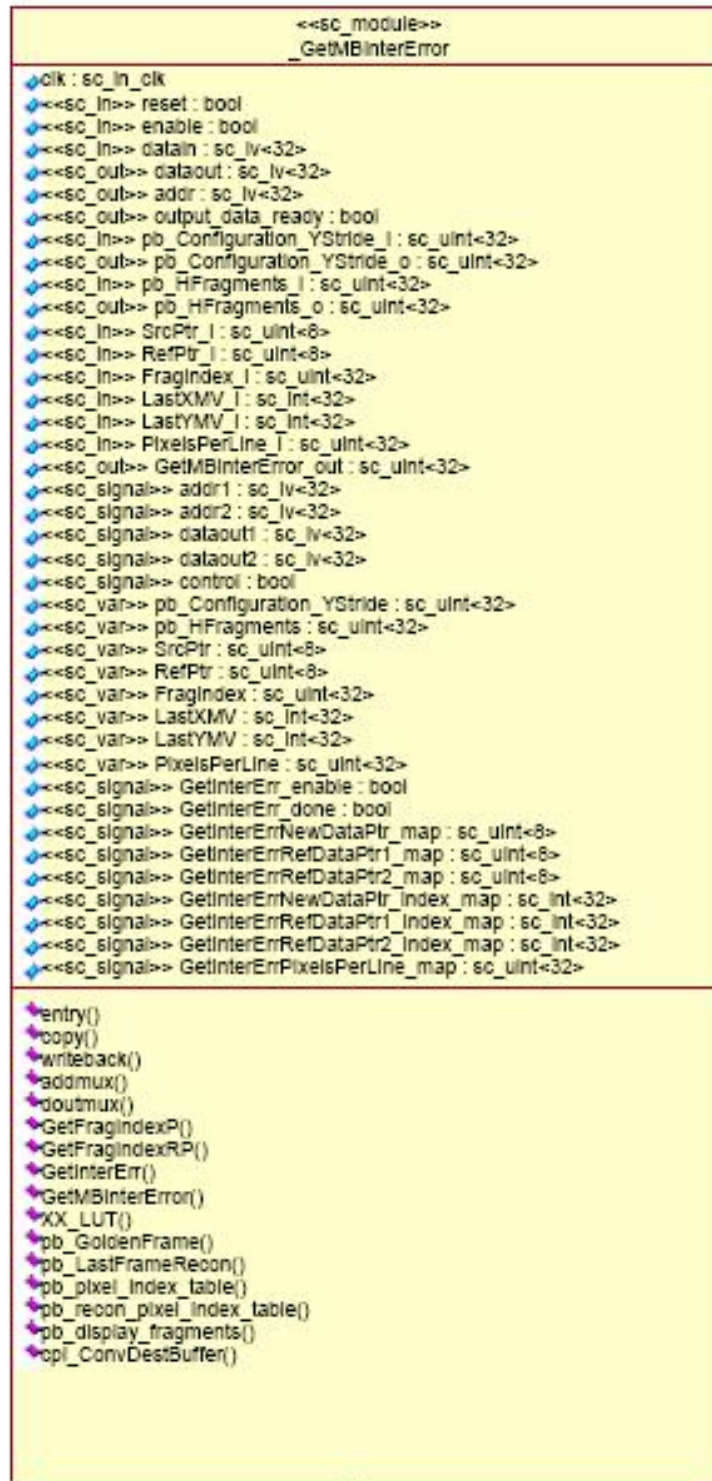 <<sc_module>>
_GetMBInterError
clk : sc_in_clk
<<sc_in>> reset : bool
<<sc_in>> enable : bool
<<sc_in>> datain : sc_lv<32>
<<sc_out>> dataout : sc_lv<32>
<<sc_out>> addr : sc_lv<32>
<<sc_out>> output_data_ready : bool
<<sc_in>> pb_Configuration_YStride_i : sc_uint<32>
<<sc_out>> pb_Configuration_YStride_o : sc_uint<32>
<<sc_in>> pb_HFragments_i : sc_uint<32>
<<sc_out>> pb_HFragments_o : sc_uint<32>
<<sc_in>> SrcPtr_i : sc_uint<8>
<<sc_in>> RefPtr_i : sc_uint<8>
<<sc_in>> FragIndex_i : sc_uint<32>
<<sc_in>> LastXMV_i : sc_int<32>
<<sc_in>> LastYMV_i : sc_int<32>
<<sc_in>> PixelsPerLine_i : sc_uint<32>
<<sc_out>> GetMBInterError_out : sc_uint<32>
<<sc_signal>> addr1 : sc_lv<32>
<<sc_signal>> addr2 : sc_lv<32>
<<sc_signal>> dataout1 : sc_lv<32>
<<sc_signal>> dataout2 : sc_lv<32>
<<sc_signal>> control : bool
<<sc_var>> pb_Configuration_YStride : sc_uint<32>
<<sc_var>> pb_HFragments : sc_uint<32>
<<sc_var>> SrcPtr : sc_uint<8>
<<sc_var>> RefPtr : sc_uint<8>
<<sc_var>> FragIndex : sc_uint<32>
<<sc_var>> LastXMV : sc_int<32>
<<sc_var>> LastYMV : sc_int<32>
<<sc_var>> PixelsPerLine : sc_uint<32>
<<sc_signal>> GetInterErr_enable : bool
<<sc_signal>> GetInterErr_done : bool
<<sc_signal>> GetInterErrNewDataPtr_map : sc_uint<8>
<<sc_signal>> GetInterErrRefDataPtr1_map : sc_uint<8>
<<sc_signal>> GetInterErrRefDataPtr2_map : sc_uint<8>
<<sc_signal>> GetInterErrNewDataPtr_index_map : sc_int<32>
<<sc_signal>> GetInterErrRefDataPtr1_index_map : sc_int<32>
<<sc_signal>> GetInterErrRefDataPtr2_index_map : sc_int<32>
<<sc_signal>> GetInterErrPixelsPerLine_map : sc_uint<32>
entry()
copy()
writeback()
addmux()
doutmux()
GetFragIndexP()
GetFragIndexRP()
GetInterErr()
GetMBInterError()
XX_LUT()
pb_GoldenFrame()
pb_LastFrameRecon()
pb_pixel_index_table()
pb_recon_pixel_index_table()
pb_display_fragments()
cpi_ConvDestBuffer()